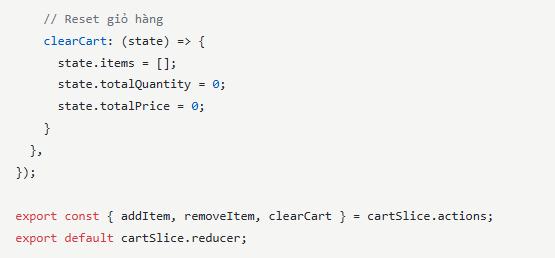 // Reset giỏ hàng
clearCart: (state) => {
state.items = [];
state.totalQuantity = 0;
state.totalPrice = 0;
}
},
});
export const { addItem, removeItem, clearCart } = cartSlice.actions;
export default cartSlice.reducer;